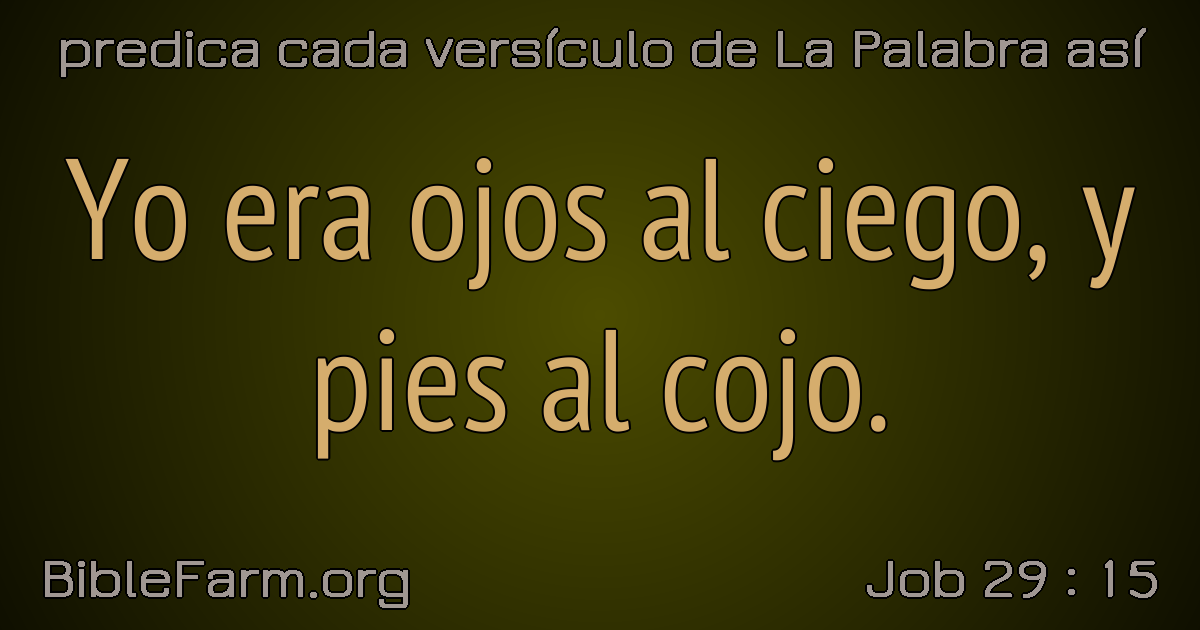 predica cada versículo de La Palabra así
Yo era ojos al ciego, y
pies al cojo.
BibleFarm.org
Job 29 : 15